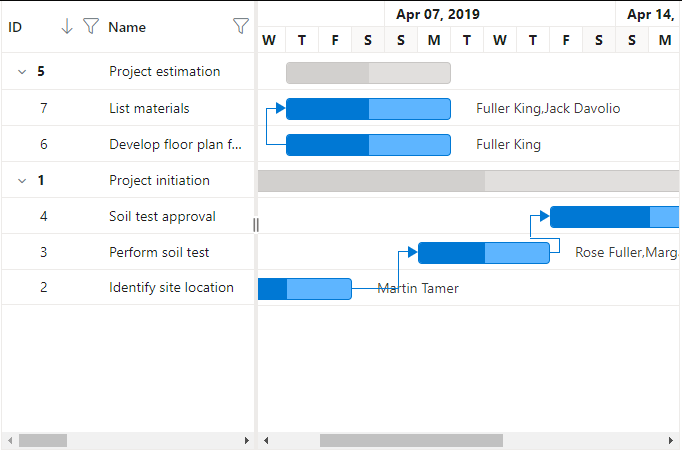 ID Name
Apr 07, 2019 Apr 14,
W T F S S M T W T F S S M
5 Project estimation
7 List materials Fuller King,Jack Davolio
6 Develop floor plan f... Fuller King
1 Project initiation
4 Soil test approval
3 Perform soil test Rose Fuller,Marg
2 Identify site location Martin Tamer